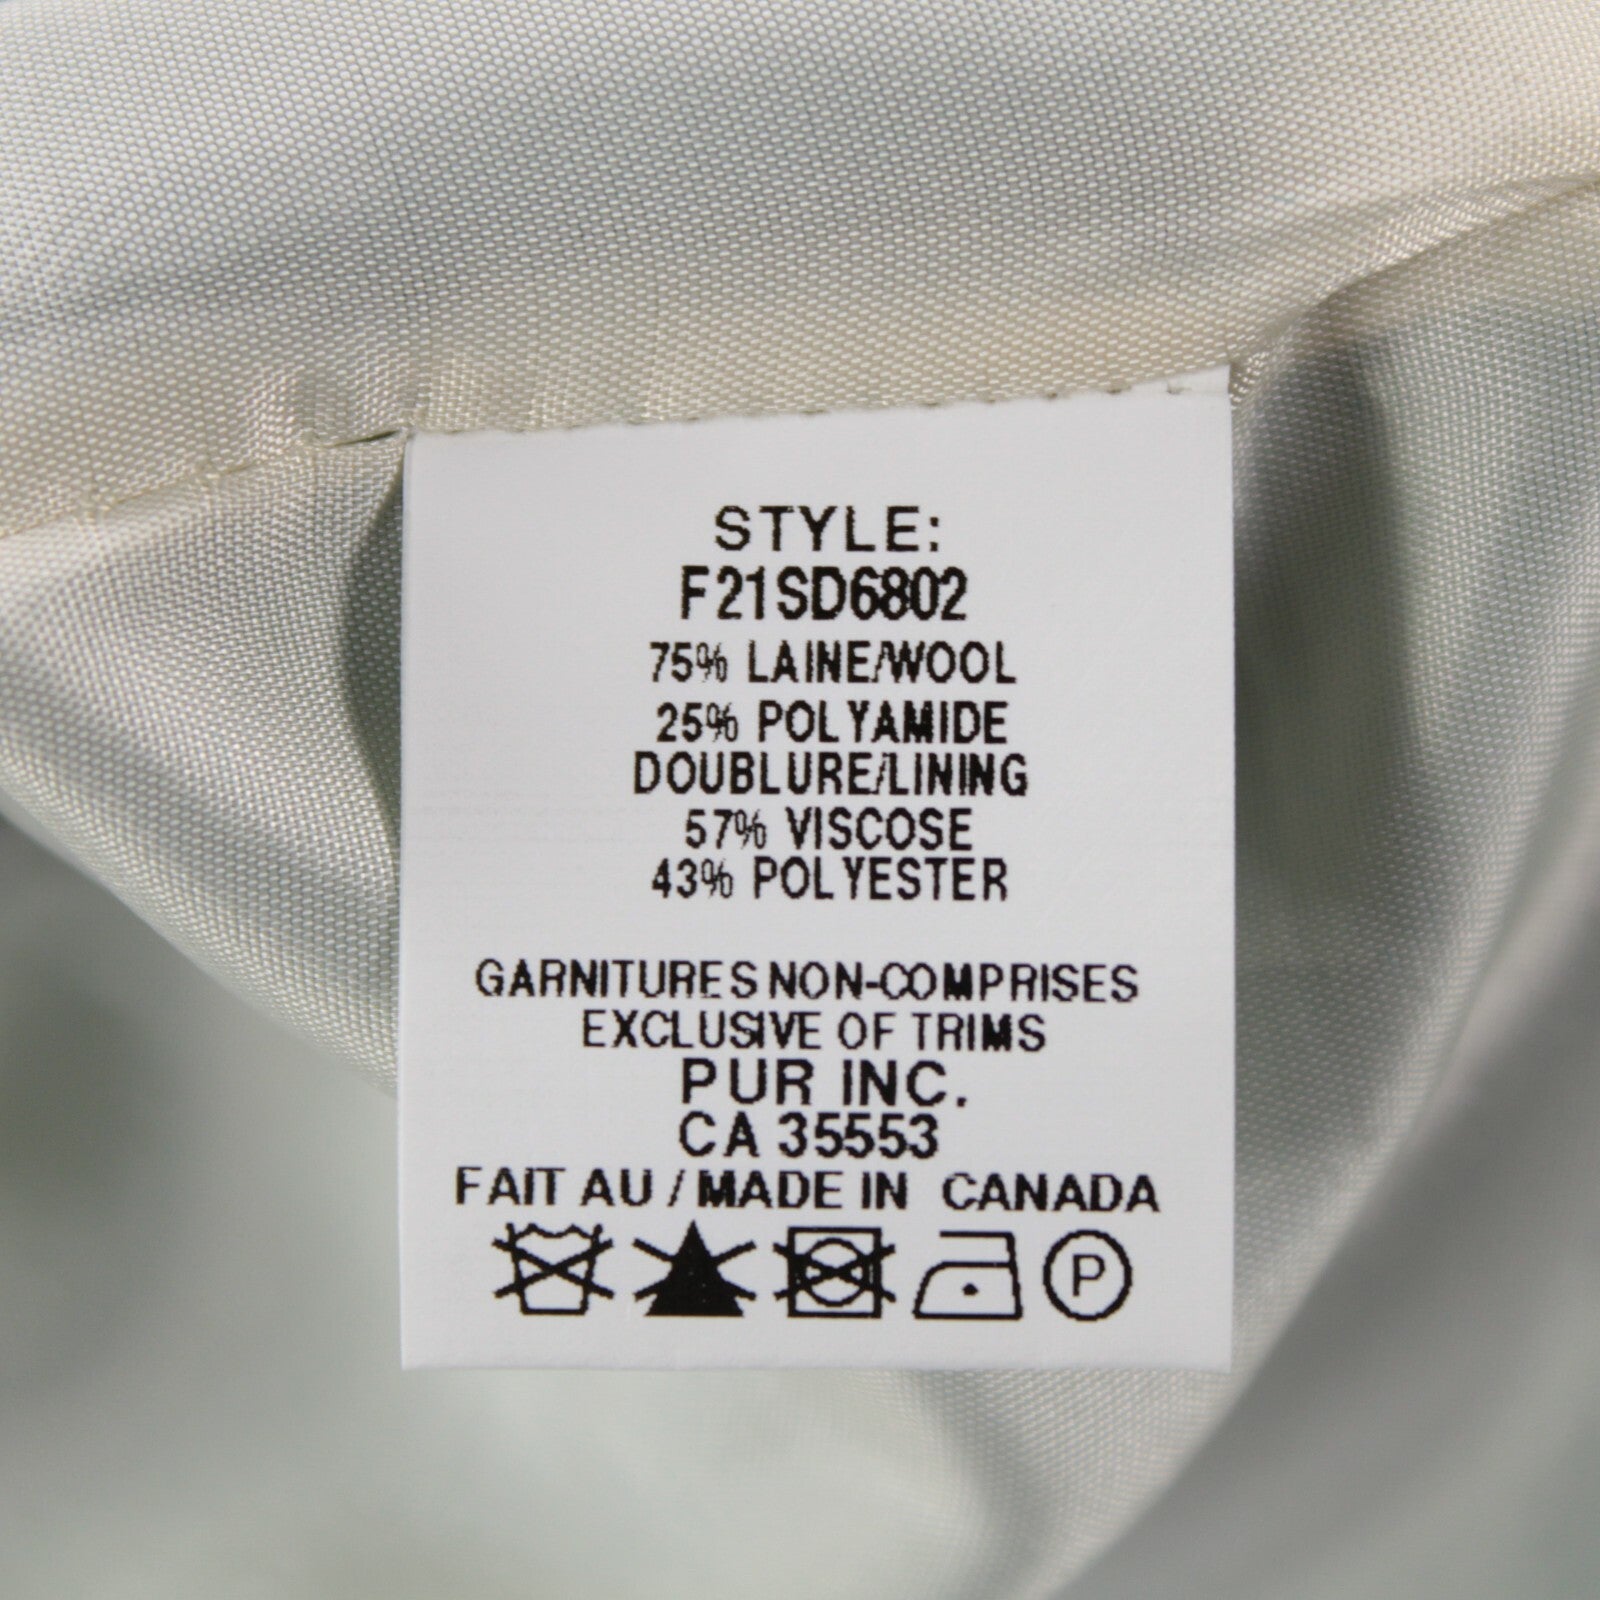 STYLE:
F21SD6802
75% LAINE/WOOL
25% POLYAMIDE
DOUBLURE/LINING
57% VISCOSE
43% POLYESTER
GARNITURES NON-COMPRISES
EXCLUSIVE OF TRIMS
PUR INC.
CA 35553
FAIT AU / MADE IN CANADA
P